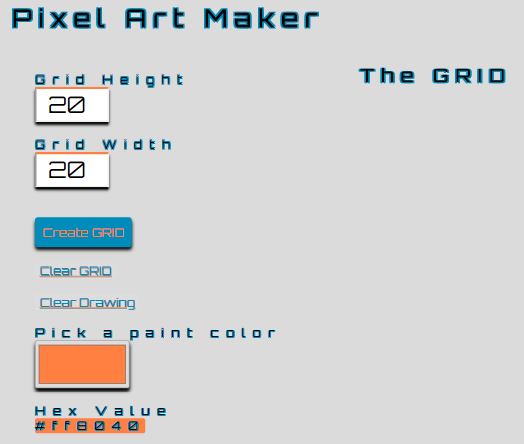 Pixel Art Maker
The GRID
Grid Height
20
Grid Width
20
Create GRID
Clear GRID
Clear Drawing
Pick a paint color
Hex Value
#ff8040